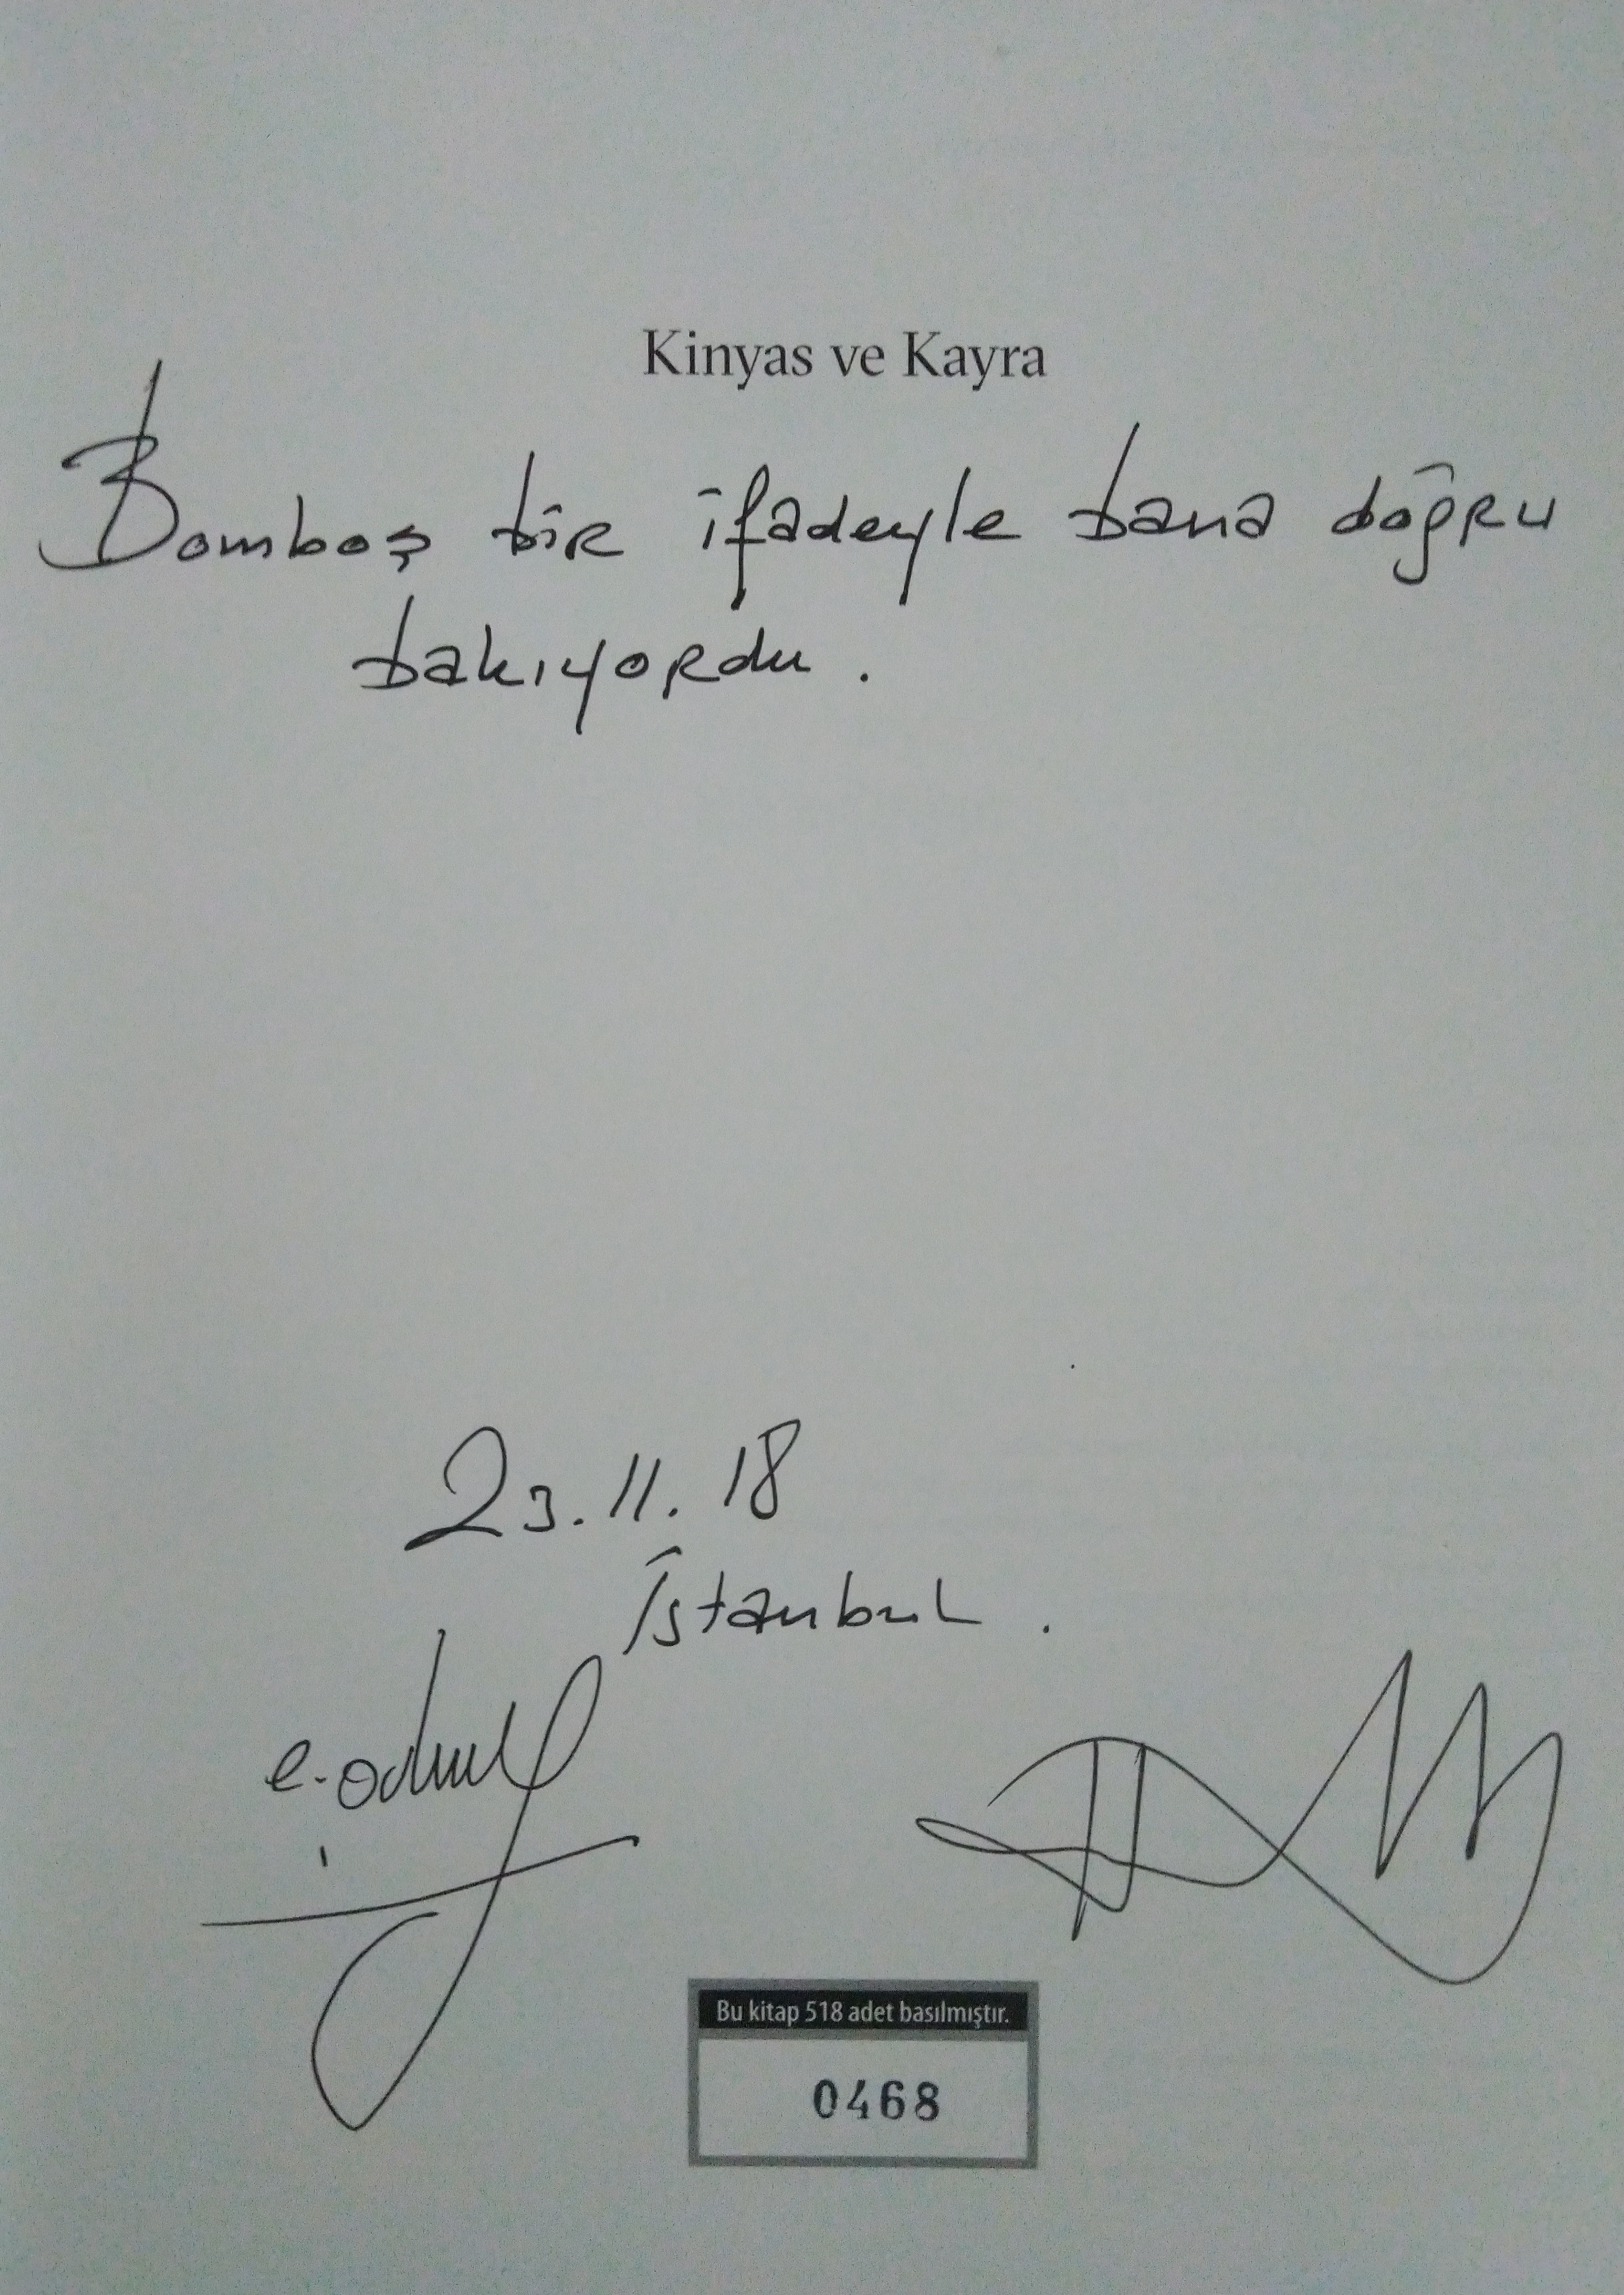 Kinyas ve Kayra
Bomboş bir ifadeyle bana doğru
bakıyordu.
23.11.18
İstanbul.
Bu kitap 518 adet basılmıştır.
0468